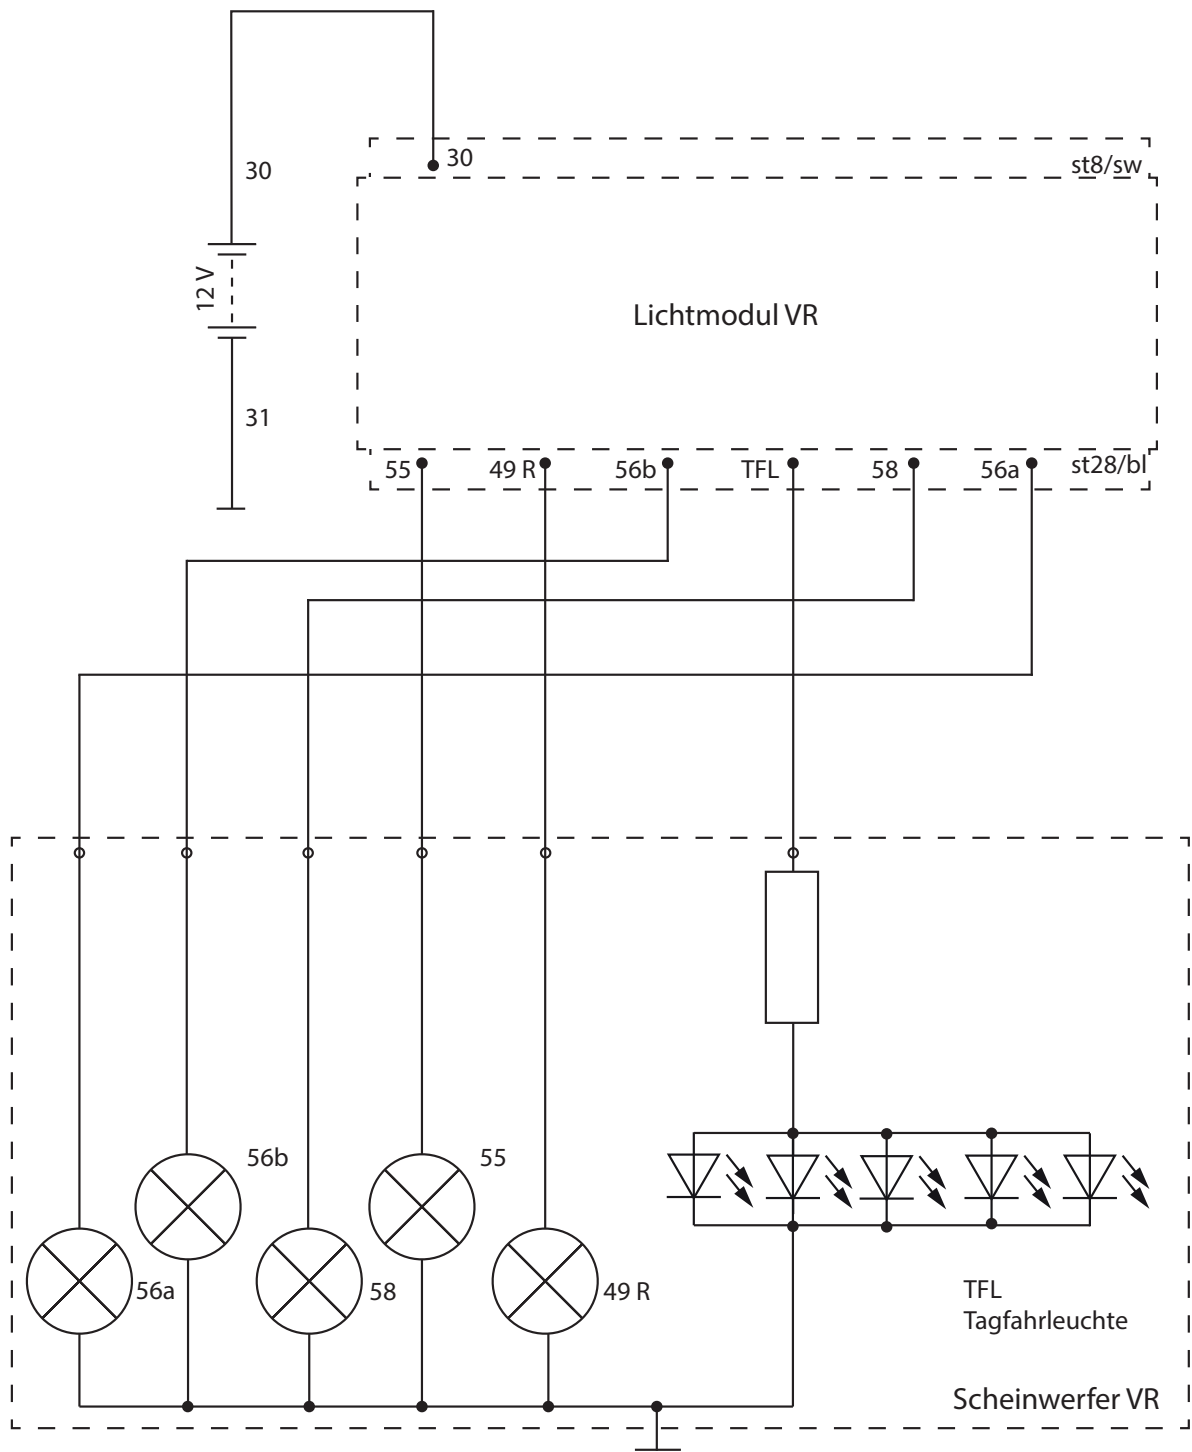 30
st8/sw
30
12 V
Lichtmodul VR
31
55
49 R
56b
TFL
58
56a
st28/bl
56b
55
56a
58
49 R
TFL
Tagfahrleuchte
Scheinwerfer VR